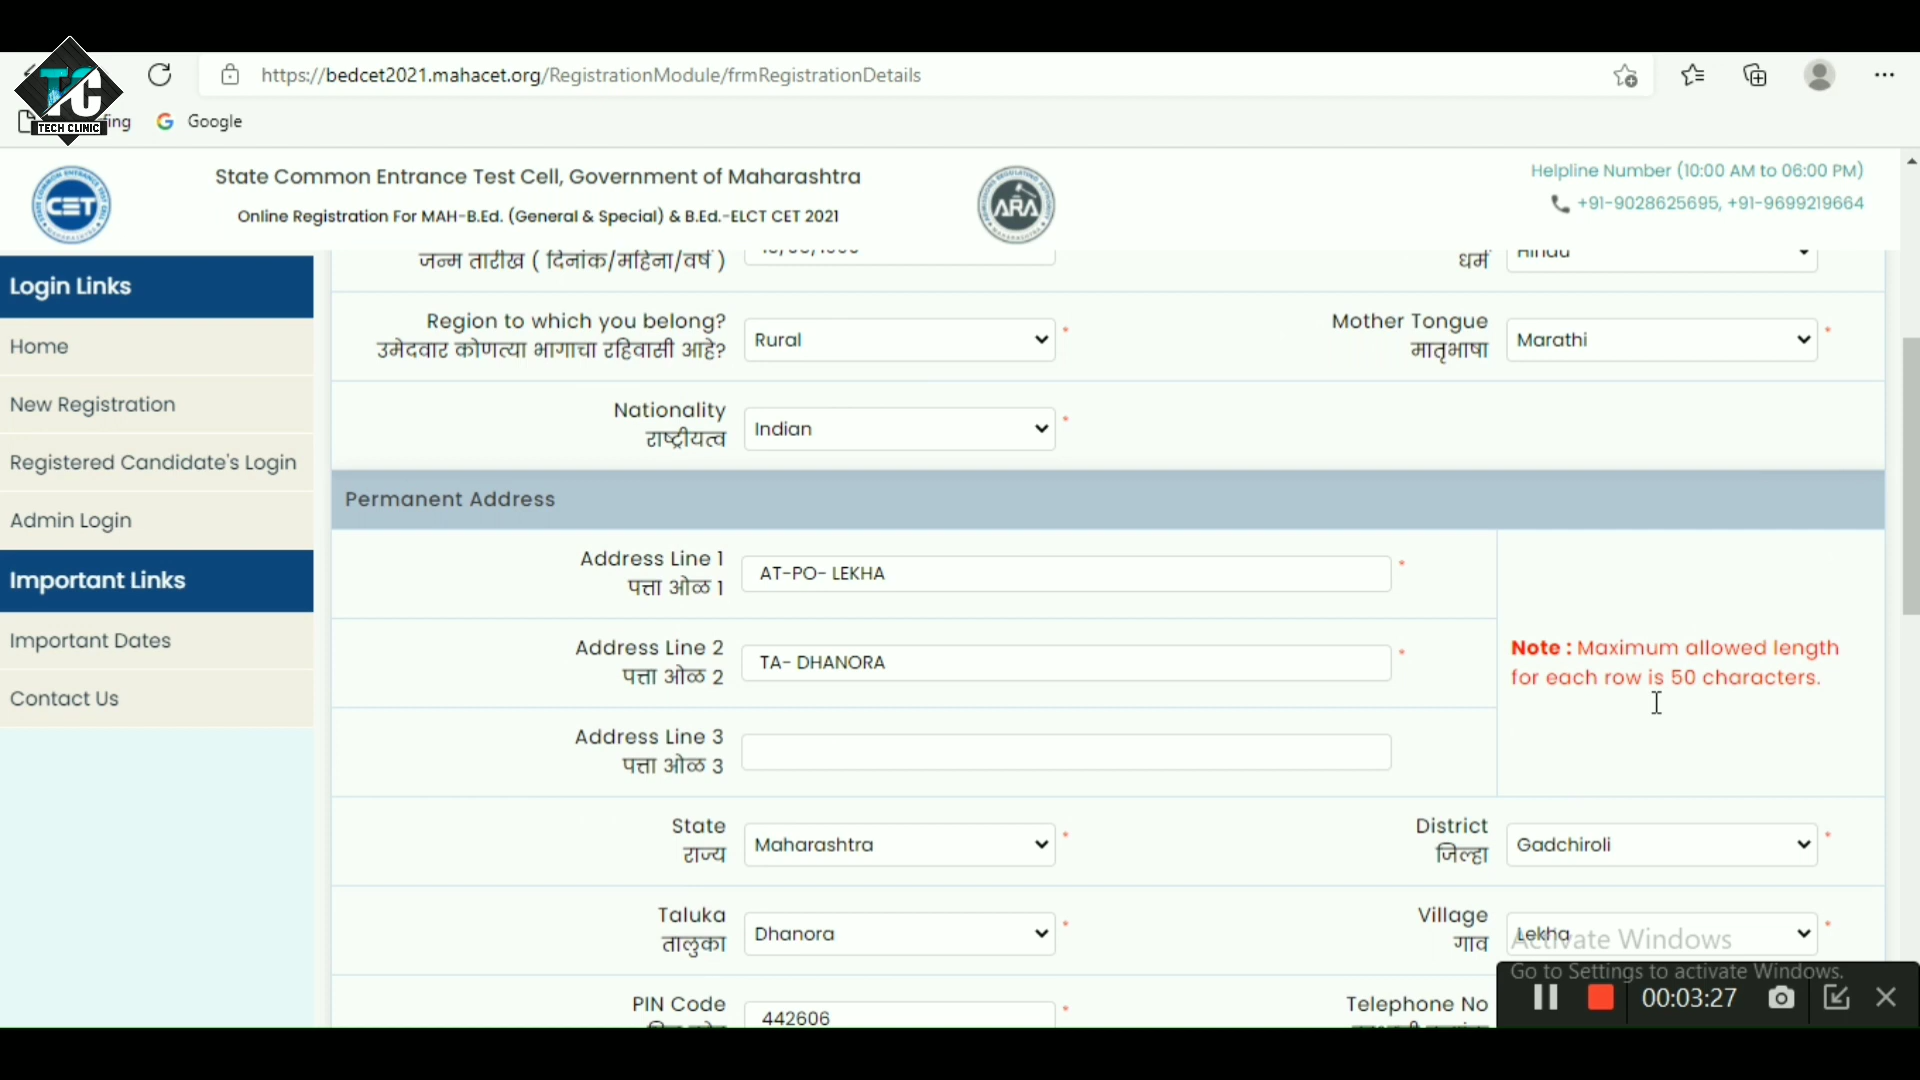 TC
TECH CLINIC
https://bedcet2021.mahacet.org/RegistrationModule/frmRegistrationDetails
Google
CET
State Common Entrance Test Cell, Government of Maharashtra
Online Registration For MAH-B.Ed. (General & Special) & B.Ed.-ELCT CET 2021
ARA
Helpline Number (10:00 AM to 06:00 PM)
+91-9028625695, +91-9699219664
Login Links
Home
New Registration
Registered Candidate's Login
Admin Login
Important Links
Important Dates
Contact Us
जन्म तारीख ( दिनांक/महिना/वर्ष )
धर्म
Hindu
Region to which you belong?
उमेदवार कोणत्या भागाचा रहिवासी आहे?
Rural *
Mother Tongue
मातृभाषा
Marathi *
Nationality
राष्ट्रीयत्व
Indian *
Permanent Address
Address Line 1
पत्ता ओळ 1
AT-PO- LEKHA *
Address Line 2
पत्ता ओळ 2
TA- DHANORA *
Address Line 3
पत्ता ओळ 3
Note : Maximum allowed length
for each row is 50 characters.
State
राज्य
Maharashtra *
District
जिल्हा
Gadchiroli *
Taluka
तालुका
Dhanora *
Village
गाव
Lekha *
PIN Code
442606 *
Telephone No
Activate Windows
Go to Settings to activate Windows.
00:03:27